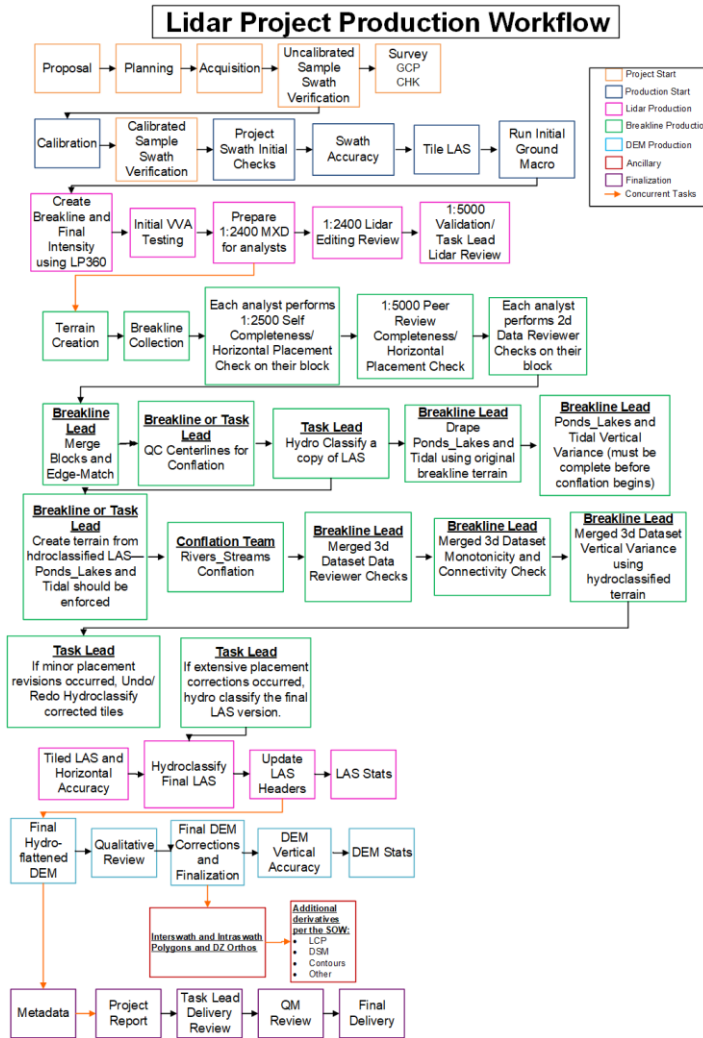 Lidar Project Production Workflow
Proposal
Planning
Acquisition
Uncalibrated
Sample
Swath
Verification
Survey
GCP
CHK
Project Start
Production Start
Lidar Production
Breakline Production
DEM Production
Ancillary
Finalization
Concurrent Tasks
Calibration
Calibrated
Sample
Swath
Verification
Project
Swath Initial
Checks
Swath
Accuracy
Tile LAS
Run Initial
Ground
Macro
Create
Breakline and
Final
Intensity
using LP360
Initial VVA
Testing
Prepare
1:2400 MXD
for analysts
1:2400 Lidar
Editing Review
1:5000
Validation/
Task Lead
Lidar Review
Terrain
Creation
Breakline
Collection
Each analyst performs
1:2500 Self
Completeness/
Horizontal Placement
Check on their block
1:5000 Peer
Review
Completeness/
Horizontal
Placement Check
Each analyst
performs 2d
Data Reviewer
Checks on their
block
Breakline
Lead
Merge
Blocks and
Edge-Match
Breakline or Task
Lead
QC Centerlines for
Conflation
Task Lead
Hydro Classify a
copy of LAS
Breakline Lead
Drape
Ponds_Lakes and
Tidal using original
breakline terrain
Breakline Lead
Ponds_Lakes and
Tidal Vertical
Variance (must be
complete before
conflation begins)
Breakline or Task
Lead
Create terrain from
hdroclassified LAS—
Ponds_Lakes and
Tidal should be
enforced
Conflation Team
Rivers_Streams
Conflation
Breakline Lead
Merged 3d
Dataset Data
Reviewer Checks
Breakline Lead
Merged 3d Dataset
Monotonicity and
Connectivity Check
Breakline Lead
Merged 3d Dataset
Vertical Variance
using
hydroclassified
terrain
Task Lead
If minor placement
revisions occurred, Undo/
Redo Hydroclassify
corrected tiles
Task Lead
If extensive placement
corrections occurred,
hydro classify the final
LAS version.
Tiled LAS and
Horizontal
Accuracy
Hydroclassify
Final LAS
Update
LAS
Headers
LAS Stats
Final
Hydro-
flattened
DEM
Qualitative
Review
Final DEM
Corrections
and
Finalization
DEM
Vertical
Accuracy
DEM Stats
Interswath and Intraswath
Polygons and DZ Orthos
Additional
derivatives
per the SOW:
• LCP
• DSM
• Contours
• Other
Metadata
Project
Report
Task Lead
Delivery
Review
QM
Review
Final
Delivery